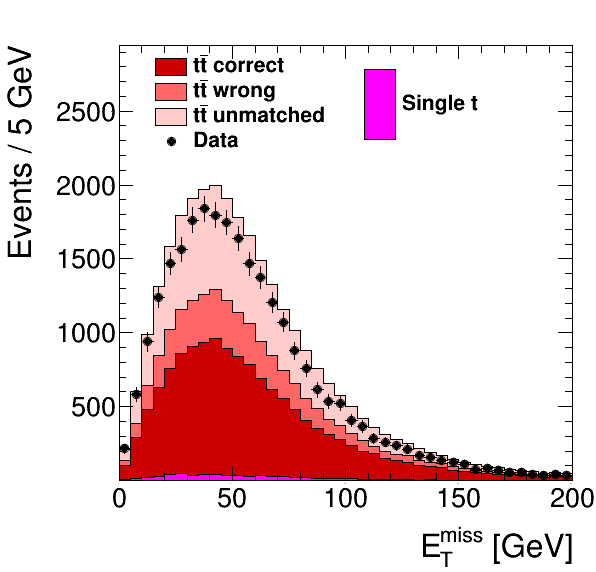 Events / 5 GeV
tt̄ correct
tt̄ wrong
tt̄ unmatched
Data
Single t
2500
2000
1500
1000
500
0 50 100 150 200
E_T^miss [GeV]